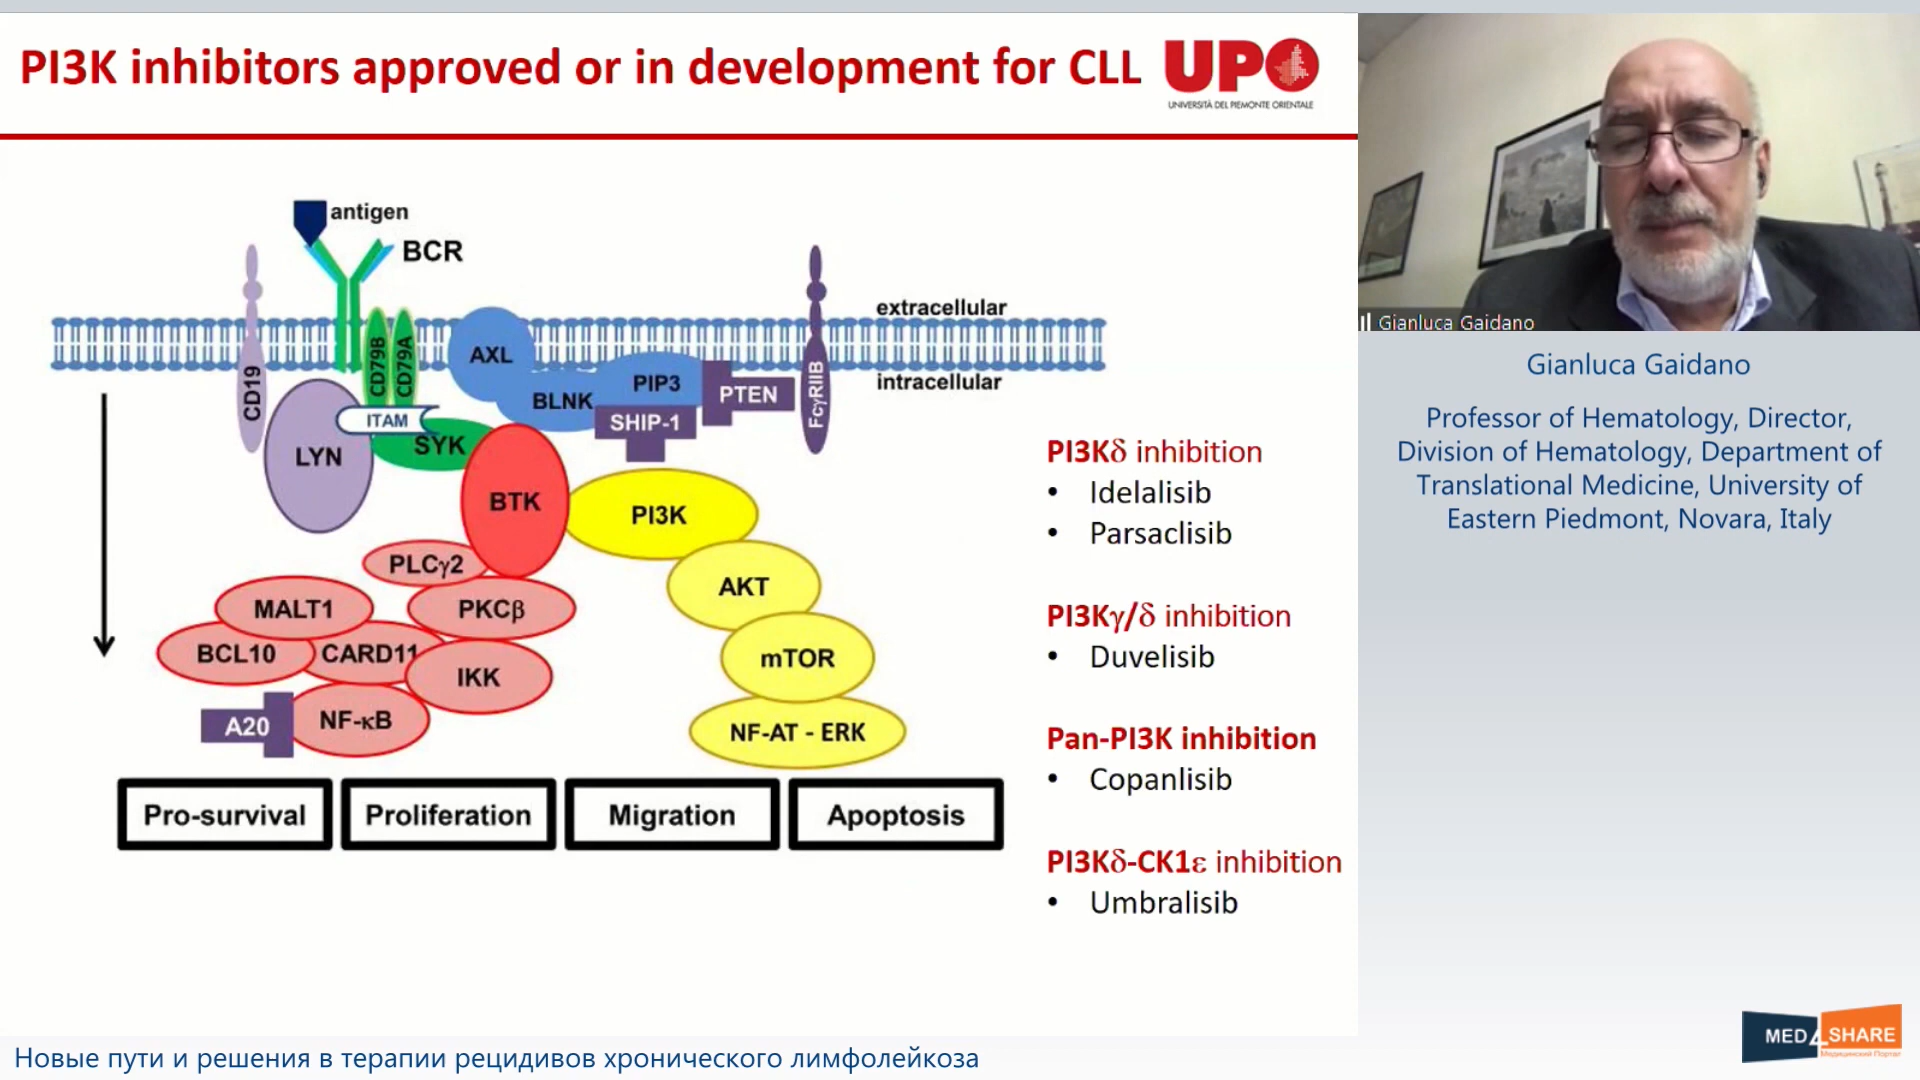 PI3K inhibitors approved or in development for CLL
UPO
UNIVERSITÀ DEL PIEMONTE ORIENTALE
antigen
BCR
extracellular
intracellular
CD19
CD79B
CD79A
AXL
BLNK
PIP3
PTEN
SHIP-1
FcγRIIB
LYN
ITAM
SYK
BTK
PI3K
PLCγ2
AKT
MALT1
PKCβ
BCL10
CARD11
IKK
mTOR
A20
NF-κB
NF-AT - ERK
Pro-survival
Proliferation
Migration
Apoptosis
PI3Kδ inhibition
• Idelalisib
• Parsaclisib
PI3Kγ/δ inhibition
• Duvelisib
Pan-PI3K inhibition
• Copanlisib
PI3Kδ-CK1ε inhibition
• Umbralisib
Gianluca Gaidano
Gianluca Gaidano
Professor of Hematology, Director,
Division of Hematology, Department of
Translational Medicine, University of
Eastern Piedmont, Novara, Italy
MED4SHARE
Медицинский Портал
Новые пути и решения в терапии рецидивов хронического лимфолейкоза